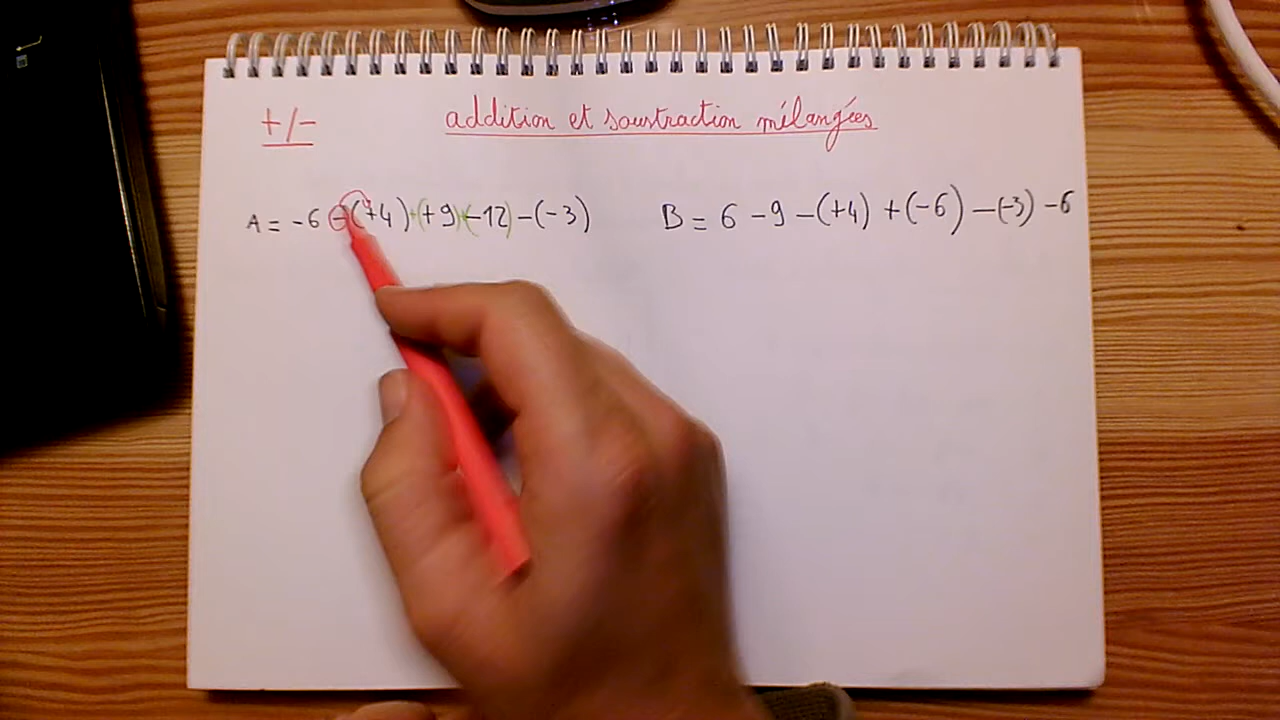 +/- addition et soustraction mélangées
A = -6 -(+4) +(+9)+(-12) -(-3) B = 6 -9 -(+4) +(-6) -(-3) -6